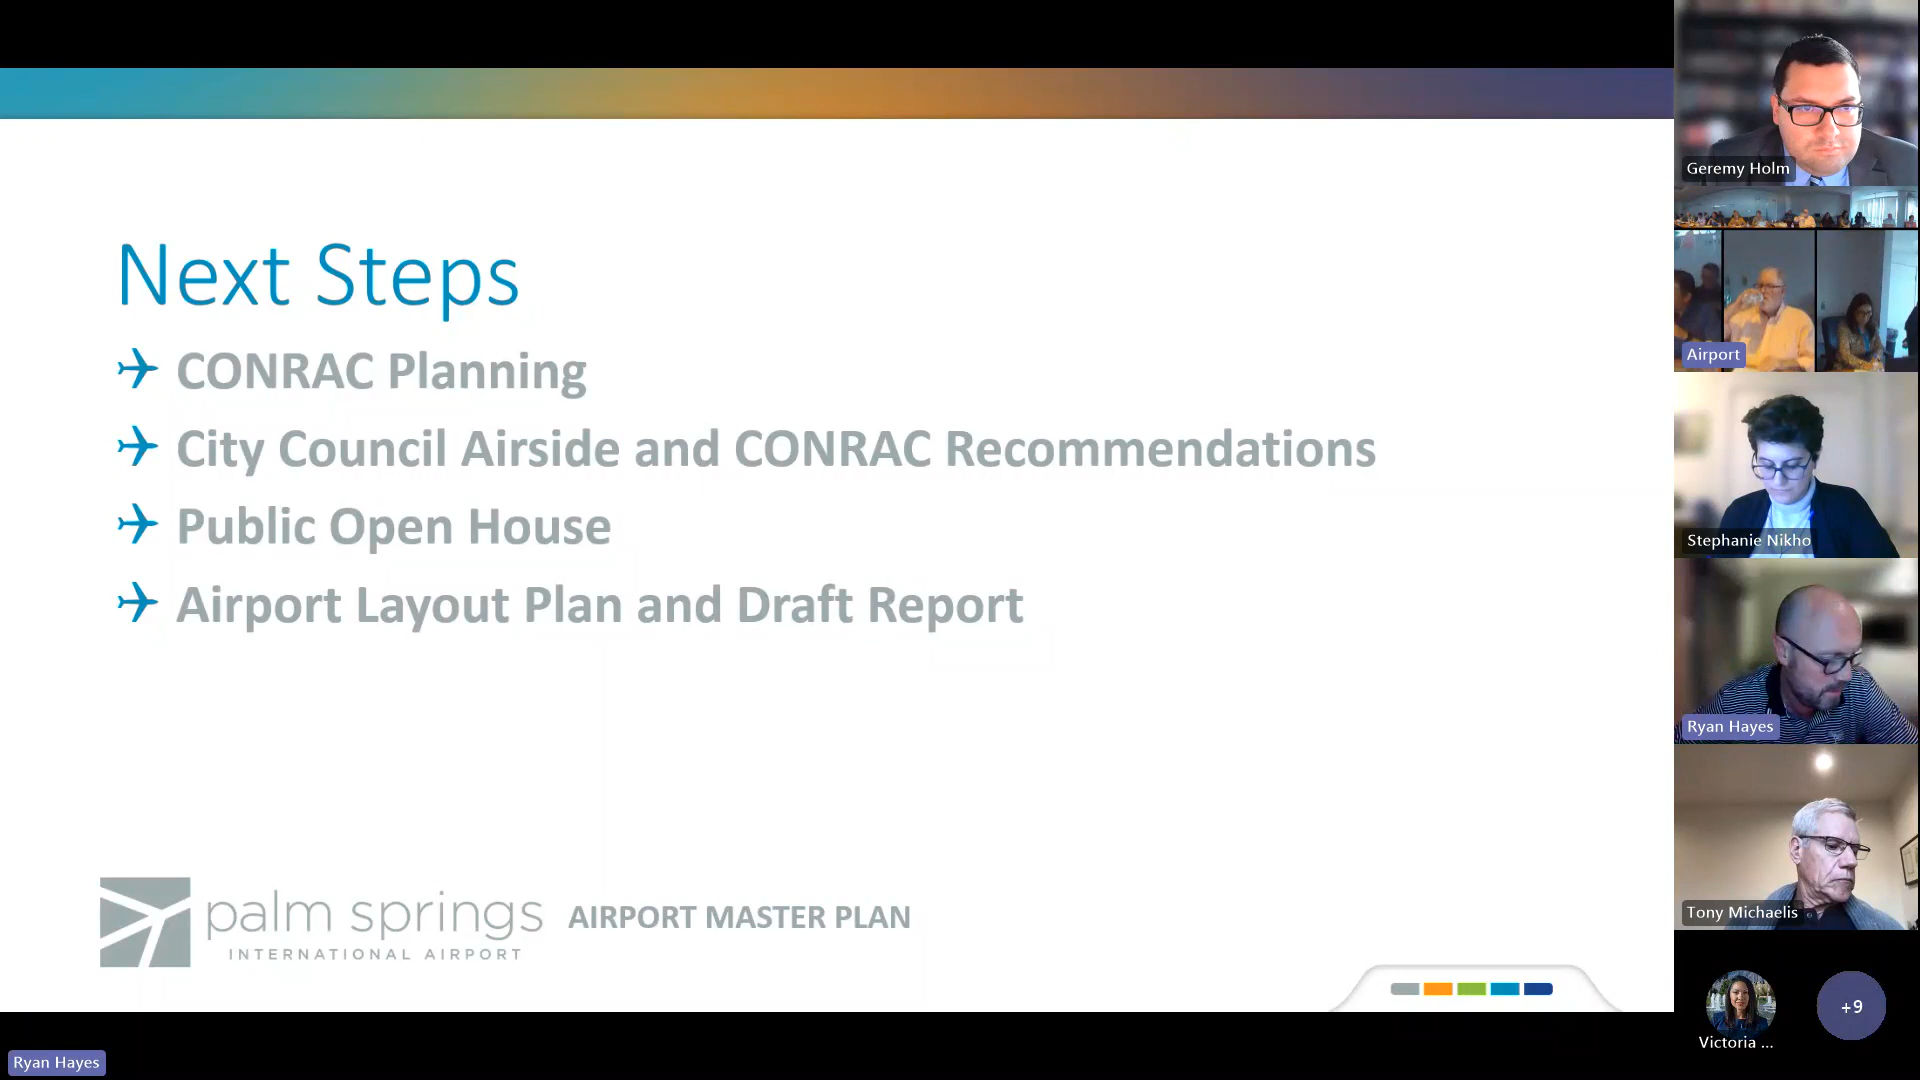 Next Steps
CONRAC Planning
City Council Airside and CONRAC Recommendations
Public Open House
Airport Layout Plan and Draft Report
palm springs
INTERNATIONAL AIRPORT
AIRPORT MASTER PLAN
Ryan Hayes
Geremy Holm
Airport
Stephanie Nikho
Ryan Hayes
Tony Michaelis
Victoria ...
+9